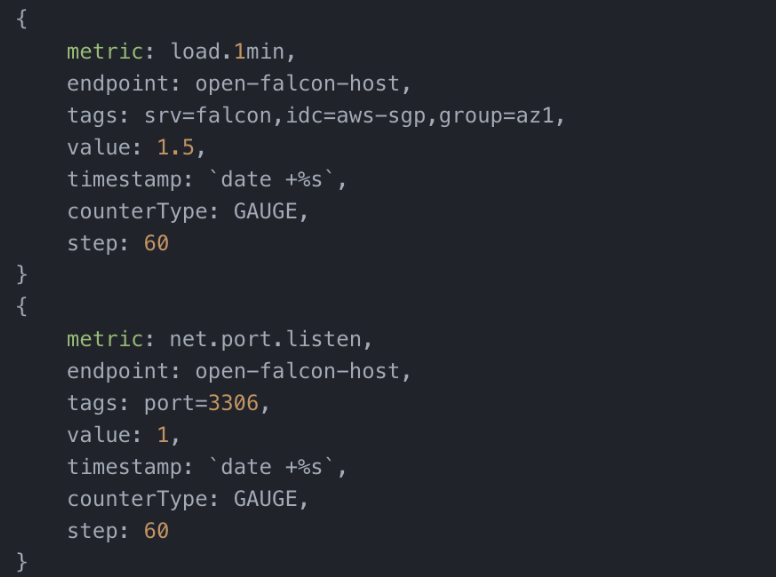 {
    metric: load.1min,
    endpoint: open-falcon-host,
    tags: srv=falcon,idc=aws-sgp,group=az1,
    value: 1.5,
    timestamp: `date +%s`,
    counterType: GAUGE,
    step: 60
}
{
    metric: net.port.listen,
    endpoint: open-falcon-host,
    tags: port=3306,
    value: 1,
    timestamp: `date +%s`,
    counterType: GAUGE,
    step: 60
}